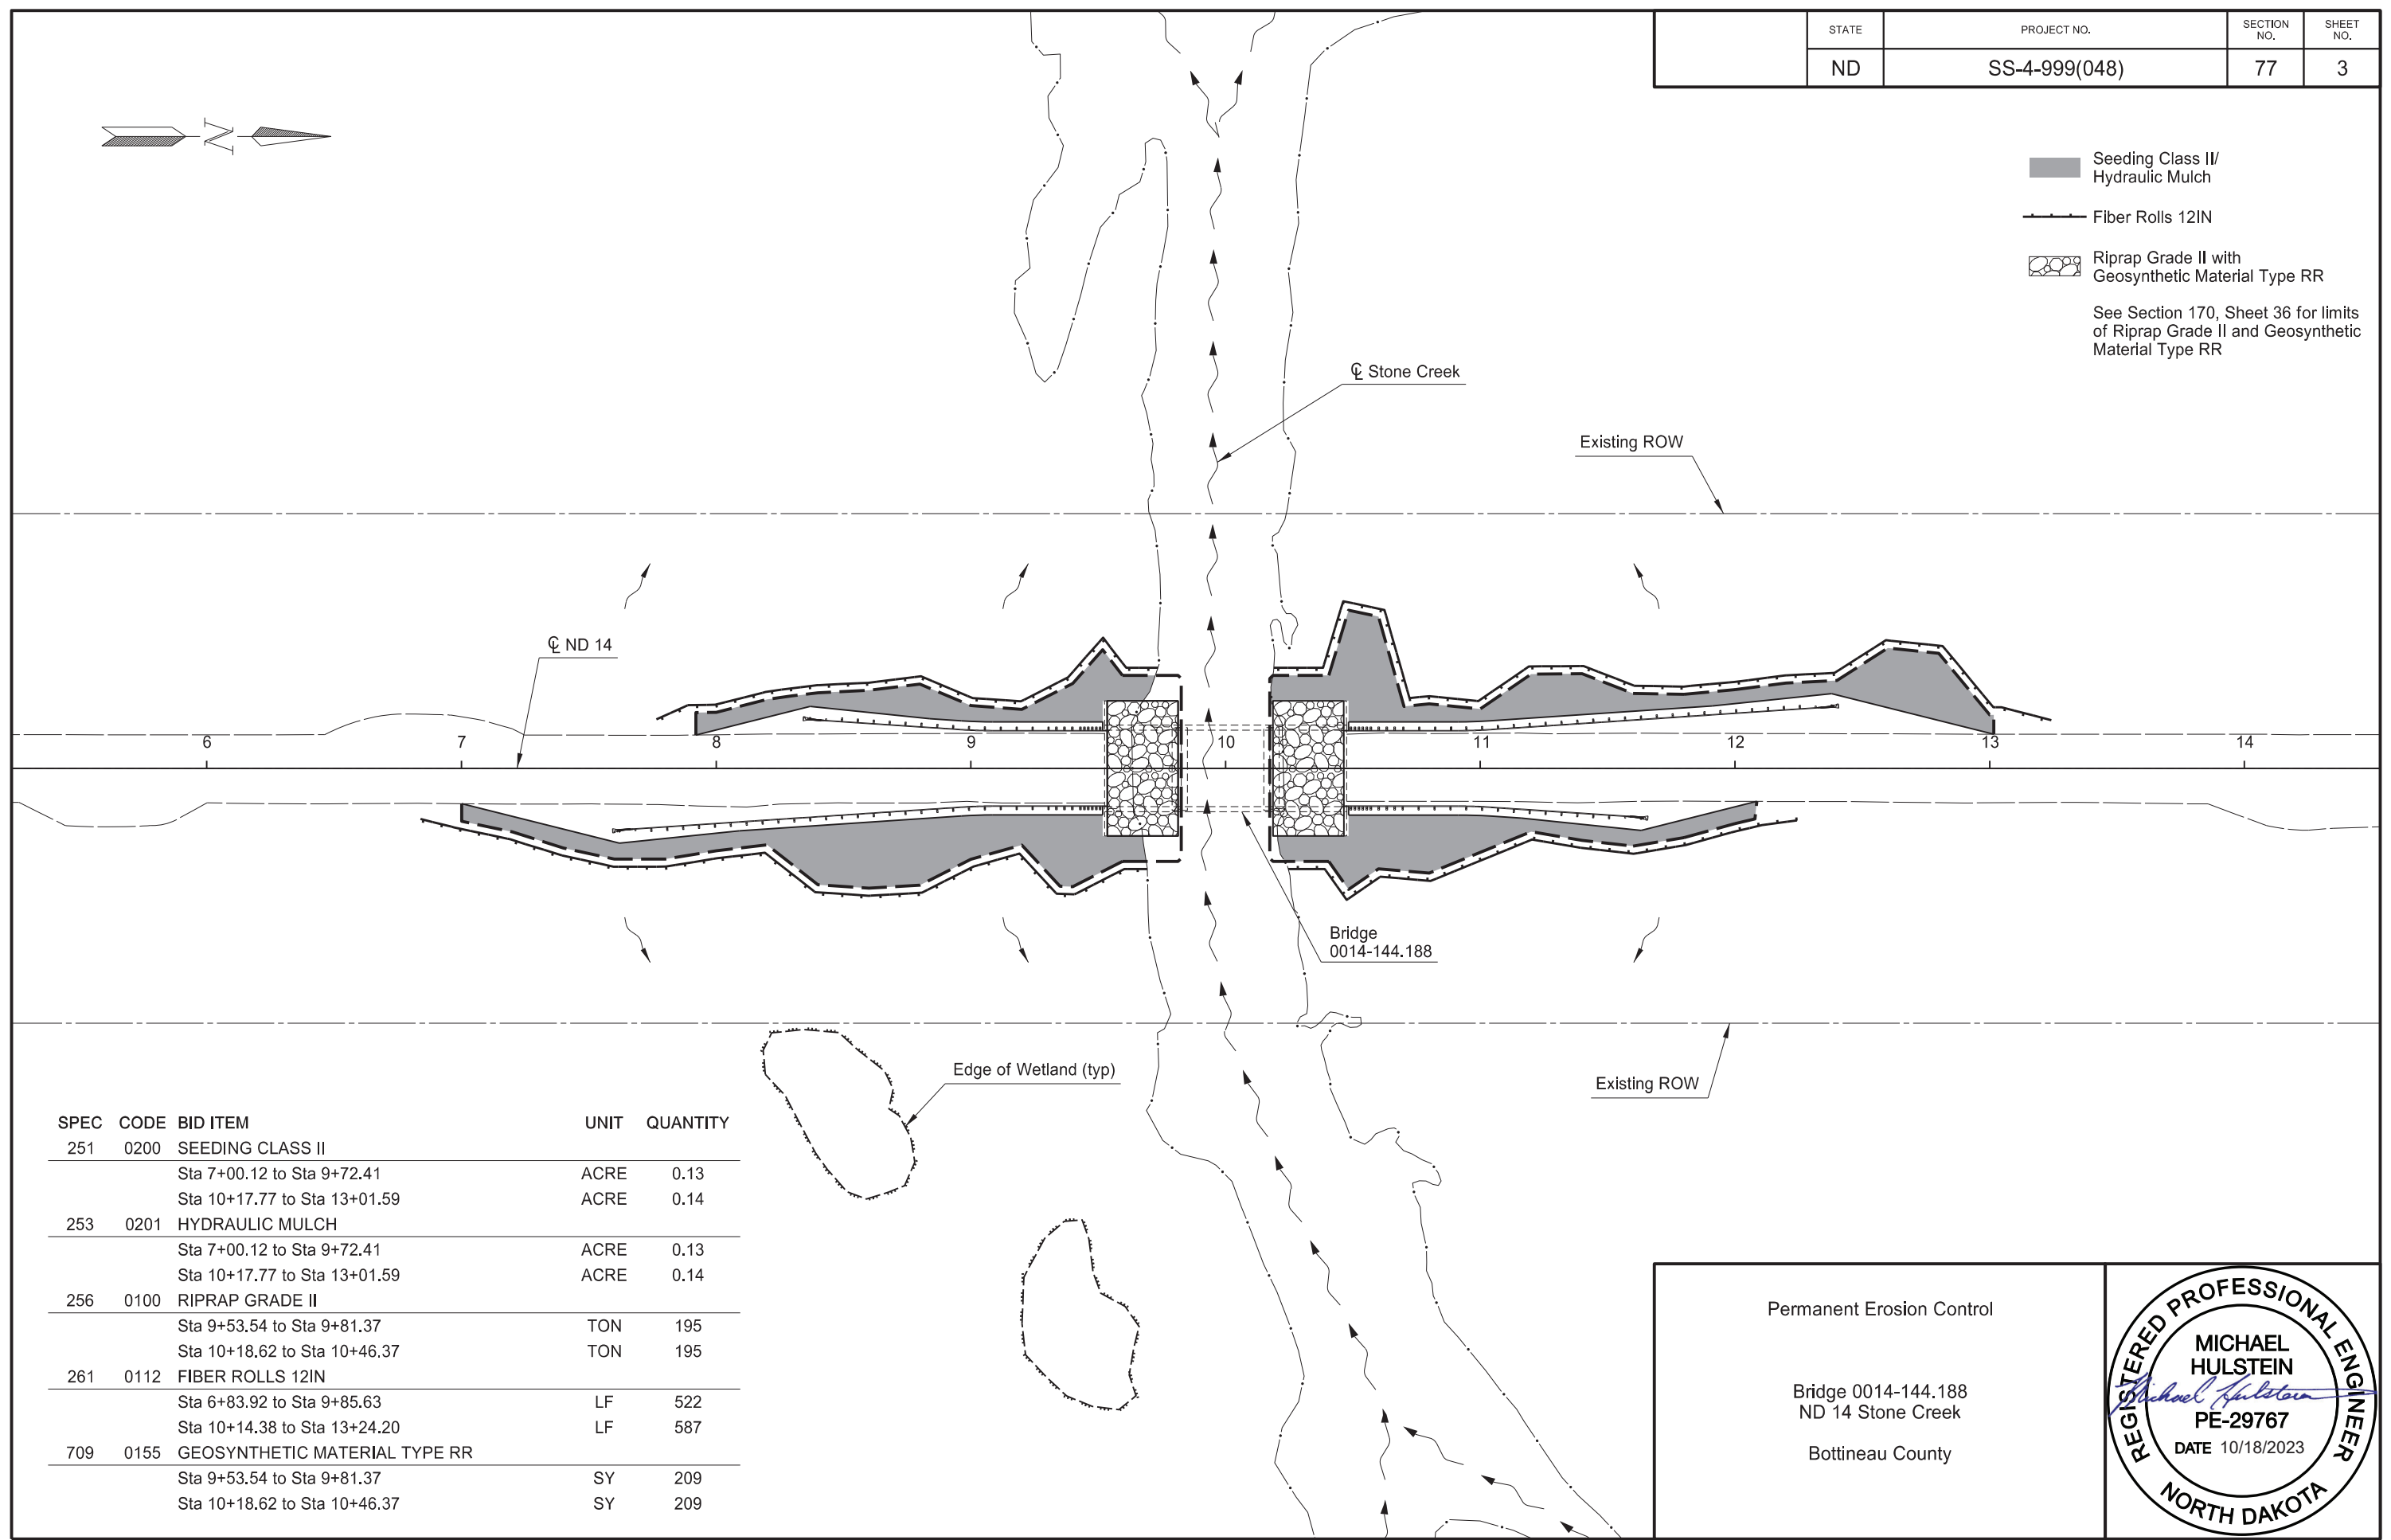 STATE PROJECT NO. SECTION NO. SHEET NO.
ND SS-4-999(048) 77 3
N
Seeding Class II/
Hydraulic Mulch
Fiber Rolls 12IN
Riprap Grade II with
Geosynthetic Material Type RR
See Section 170, Sheet 36 for limits
of Riprap Grade II and Geosynthetic
Material Type RR
℄ Stone Creek
Existing ROW
℄ ND 14
6 7 8 9 10 11 12 13 14
Bridge
0014-144.188
Edge of Wetland (typ)
Existing ROW
SPEC CODE BID ITEM UNIT QUANTITY
251 0200 SEEDING CLASS II
Sta 7+00.12 to Sta 9+72.41 ACRE 0.13
Sta 10+17.77 to Sta 13+01.59 ACRE 0.14
253 0201 HYDRAULIC MULCH
Sta 7+00.12 to Sta 9+72.41 ACRE 0.13
Sta 10+17.77 to Sta 13+01.59 ACRE 0.14
256 0100 RIPRAP GRADE II
Sta 9+53.54 to Sta 9+81.37 TON 195
Sta 10+18.62 to Sta 10+46.37 TON 195
261 0112 FIBER ROLLS 12IN
Sta 6+83.92 to Sta 9+85.63 LF 522
Sta 10+14.38 to Sta 13+24.20 LF 587
709 0155 GEOSYNTHETIC MATERIAL TYPE RR
Sta 9+53.54 to Sta 9+81.37 SY 209
Sta 10+18.62 to Sta 10+46.37 SY 209
Permanent Erosion Control
Bridge 0014-144.188
ND 14 Stone Creek
Bottineau County
REGISTERED PROFESSIONAL ENGINEER
MICHAEL
HULSTEIN
Michael Hulstein
PE-29767
DATE 10/18/2023
NORTH DAKOTA